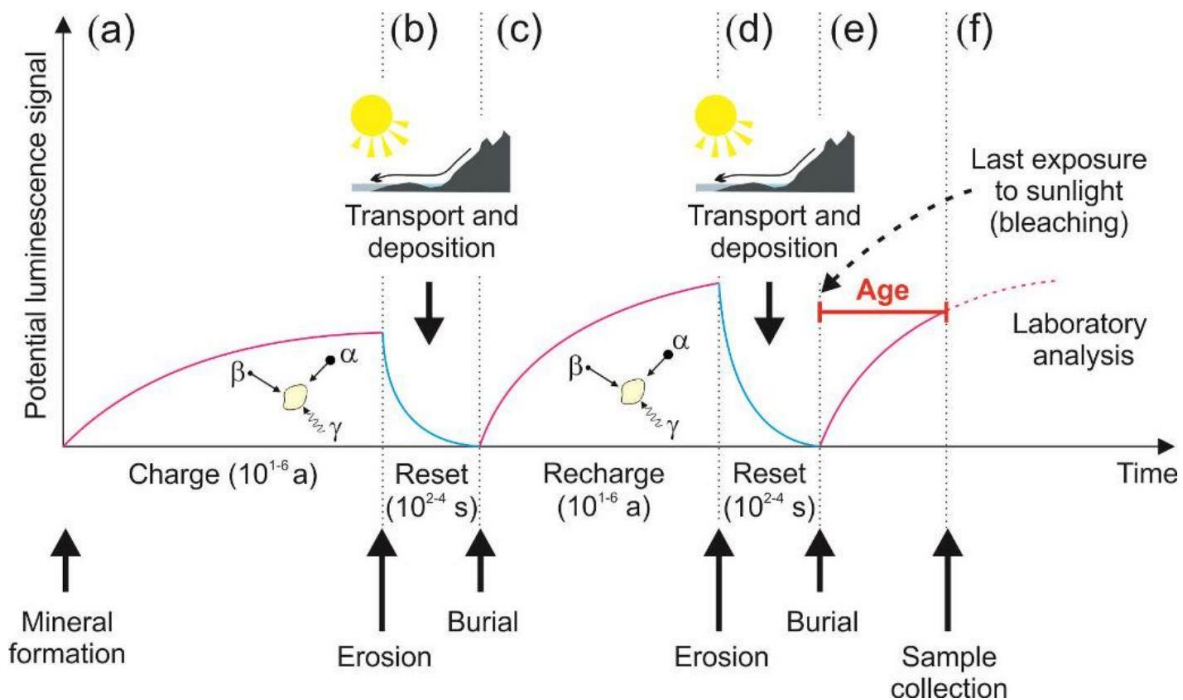 Potential luminescence signal
(a)
(b)
(c)
(d)
(e)
(f)
Transport and
deposition
Transport and
deposition
Last exposure
to sunlight
(bleaching)
Age
Laboratory
analysis
β
α
γ
β
α
γ
Charge (10¹⁻⁶ a)
Reset
(10²⁻⁴ s)
Recharge
(10¹⁻⁶ a)
Reset
(10²⁻⁴ s)
Time
Mineral
formation
Erosion
Burial
Erosion
Burial
Sample
collection